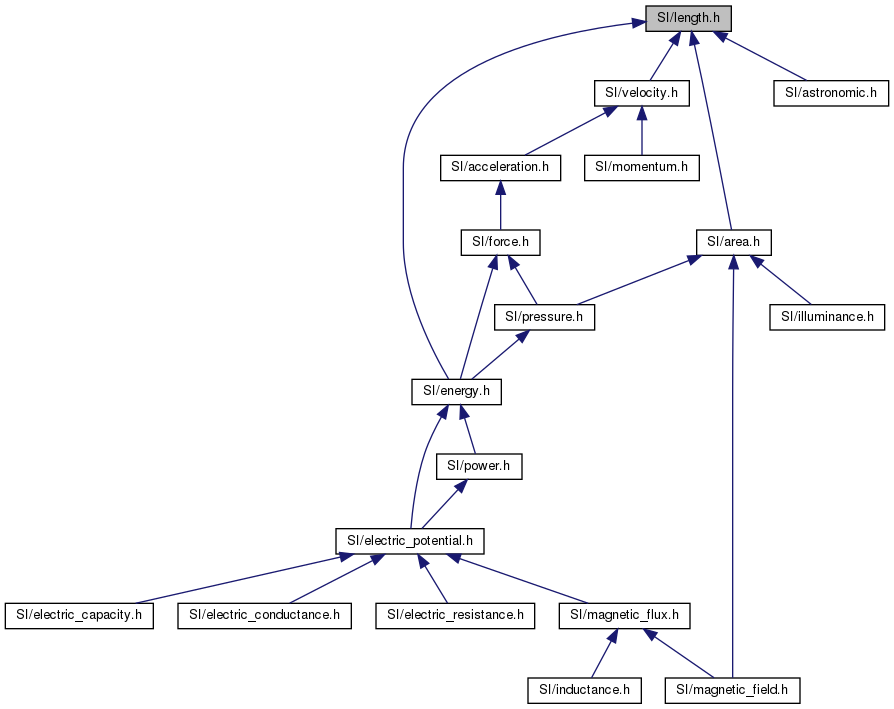 SI/length.h
SI/velocity.h
SI/astronomic.h
SI/acceleration.h
SI/momentum.h
SI/force.h
SI/area.h
SI/pressure.h
SI/illuminance.h
SI/energy.h
SI/power.h
SI/electric_potential.h
SI/electric_capacity.h
SI/electric_conductance.h
SI/electric_resistance.h
SI/magnetic_flux.h
SI/inductance.h
SI/magnetic_field.h